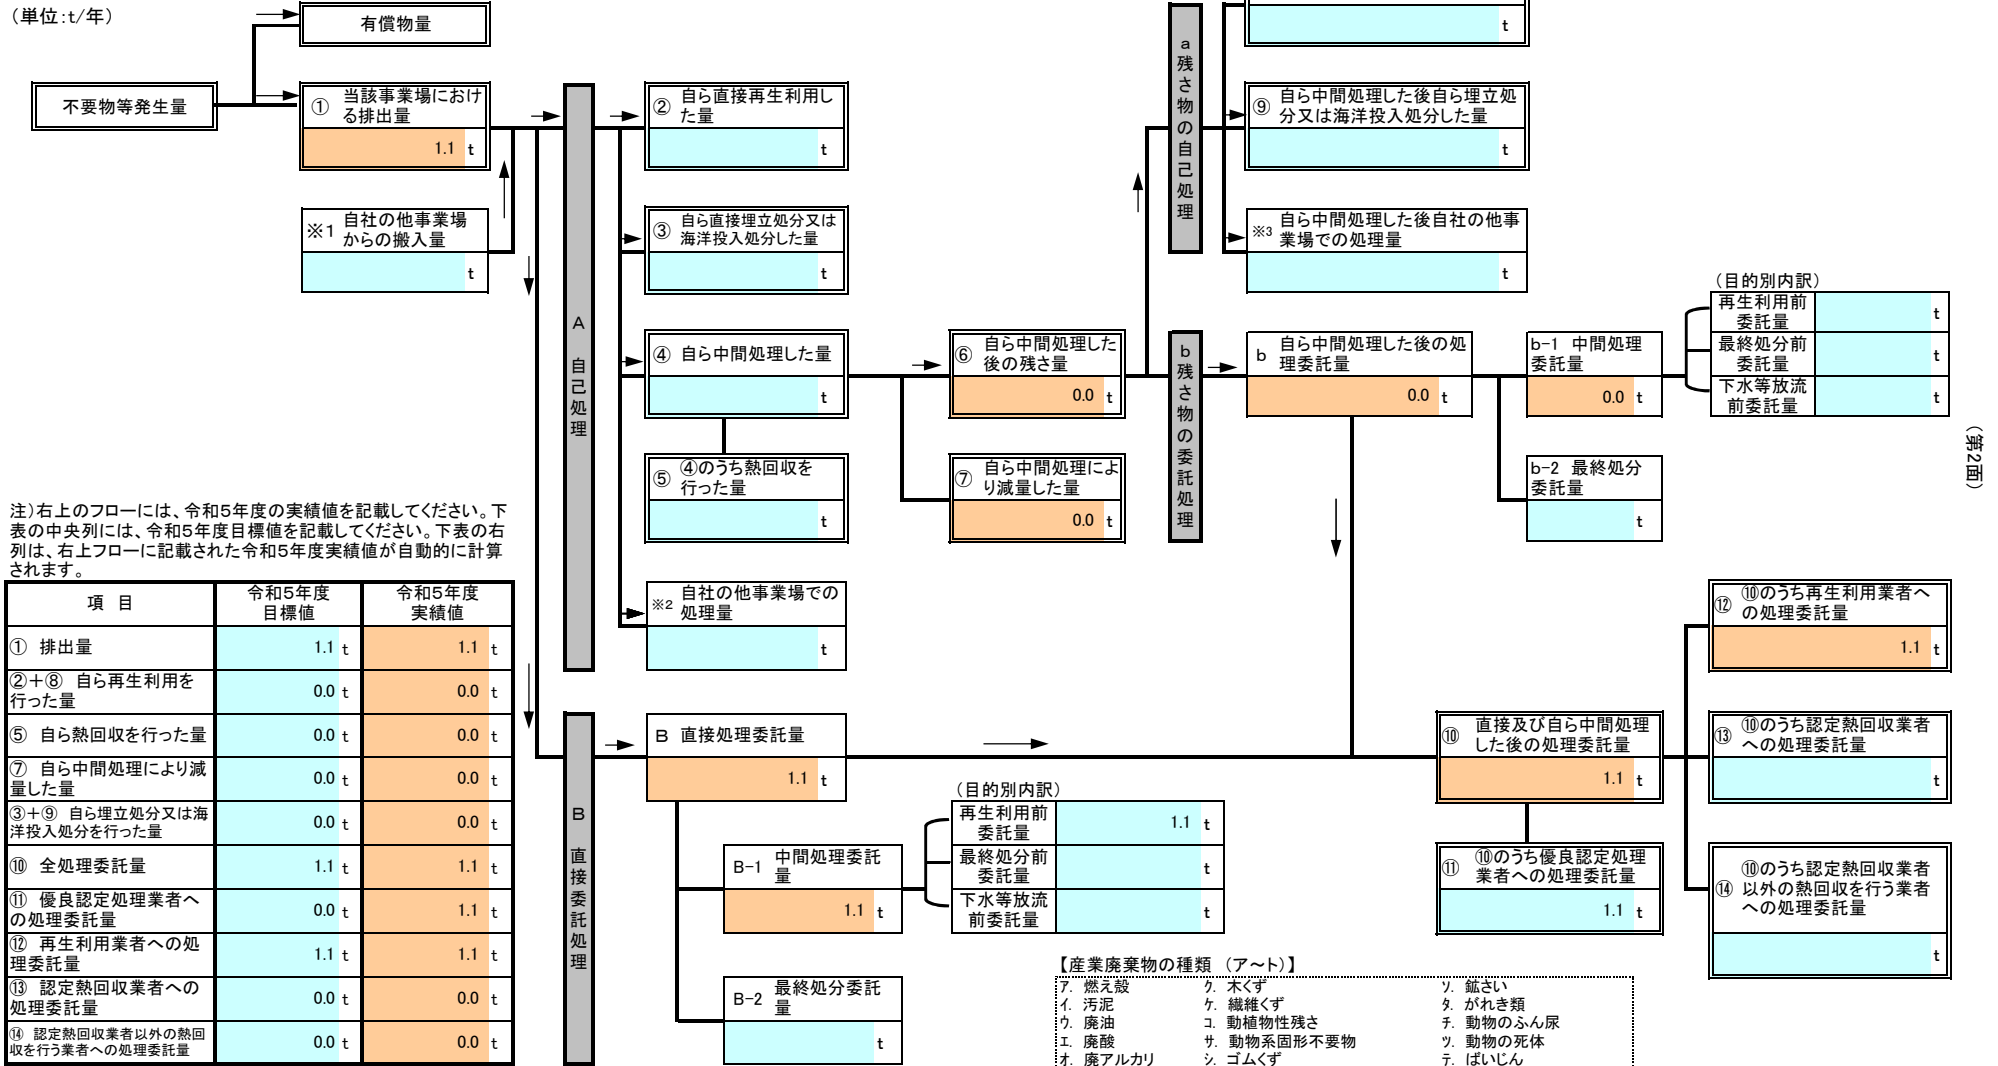 (単位:t/年)
有償物量
t
不要物等発生量
① 当該事業場におけ
る排出量
1.1 t
※1 自社の他事業場
からの搬入量
t
A 自己処理
② 自ら直接再生利用し
た量
t
③ 自ら直接埋立処分又は
海洋投入処分した量
t
④ 自ら中間処理した量
t
⑤ ④のうち熱回収を
行った量
t
※2 自社の他事業場での
処理量
t
⑥ 自ら中間処理した
後の残さ量
0.0 t
⑦ 自ら中間処理によ
り減量した量
0.0 t
a 残さ物の自己処理
⑨ 自ら中間処理した後自ら埋立処
分又は海洋投入処分した量
t
※3 自ら中間処理した後自社の他事
業場での処理量
t
b 残さ物の委託処理
b 自ら中間処理した後の処
理委託量
0.0 t
b-1 中間処理
委託量
0.0 t
b-2 最終処分
委託量
t
(目的別内訳)
再生利用前
委託量
t
最終処分前
委託量
t
下水等放流
前委託量
t
(第2面)
注)右上のフローには、令和5年度の実績値を記載してください。下
表の中央列には、令和5年度目標値を記載してください。下表の右
列は、右上フローに記載された令和5年度実績値が自動的に計算
されます。
項 目 令和5年度 目標値 令和5年度 実績値
① 排出量 1.1 t 1.1 t
②+⑧ 自ら再生利用を
行った量 0.0 t 0.0 t
⑤ 自ら熱回収を行った量 0.0 t 0.0 t
⑦ 自ら中間処理により減
量した量 0.0 t 0.0 t
③+⑨ 自ら埋立処分又は海
洋投入処分を行った量 0.0 t 0.0 t
⑩ 全処理委託量 1.1 t 1.1 t
⑪ 優良認定処理業者へ
の処理委託量 0.0 t 1.1 t
⑫ 再生利用業者への処
理委託量 1.1 t 1.1 t
⑬ 認定熱回収業者への
処理委託量 0.0 t 0.0 t
⑭ 認定熱回収業者以外の熱回
収を行う業者への処理委託量 0.0 t 0.0 t
B 直接委託処理
B 直接処理委託量
1.1 t
B-1 中間処理委託
量
1.1 t
B-2 最終処分委託
量
t
(目的別内訳)
再生利用前
委託量
1.1 t
最終処分前
委託量
t
下水等放流
前委託量
t
⑩ 直接及び自ら中間処理
した後の処理委託量
1.1 t
⑪ ⑩のうち優良認定処理
業者への処理委託量
1.1 t
⑫ ⑩のうち再生利用業者へ
の処理委託量
1.1 t
⑬ ⑩のうち認定熱回収業者
への処理委託量
t
⑭ ⑩のうち認定熱回収業者
以外の熱回収を行う業者
への処理委託量
t
【産業廃棄物の種類 (ア～ト)】
ア. 燃え殻 ク. 木くず ソ. 鉱さい
イ. 汚泥 ケ. 繊維くず タ. がれき類
ウ. 廃油 コ. 動植物性残さ チ. 動物のふん尿
エ. 廃酸 サ. 動物系固形不要物 ツ. 動物の死体
オ. 廃アルカリ シ. ゴムくず テ. ばいじん